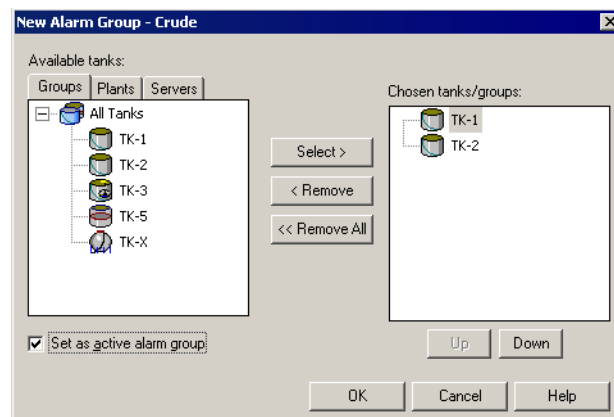 New Alarm Group - Crude
Available tanks:
Groups Plants Servers
All Tanks
TK-1
TK-2
TK-3
TK-5
TK-X
Select >
< Remove
<< Remove All
Chosen tanks/groups:
TK-1
TK-2
Set as active alarm group
Up Down
OK Cancel Help